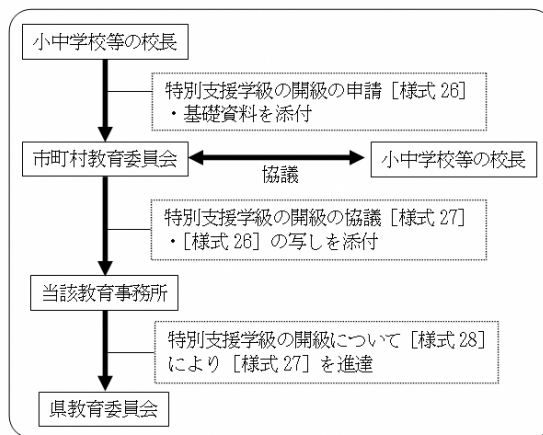 小中学校等の校長
特別支援学級の開級の申請［様式26］
・基礎資料を添付
市町村教育委員会
協議
小中学校等の校長
特別支援学級の開級の協議［様式27］
・［様式26］の写しを添付
当該教育事務所
特別支援学級の開級について［様式28］
により［様式27］を進達
県教育委員会